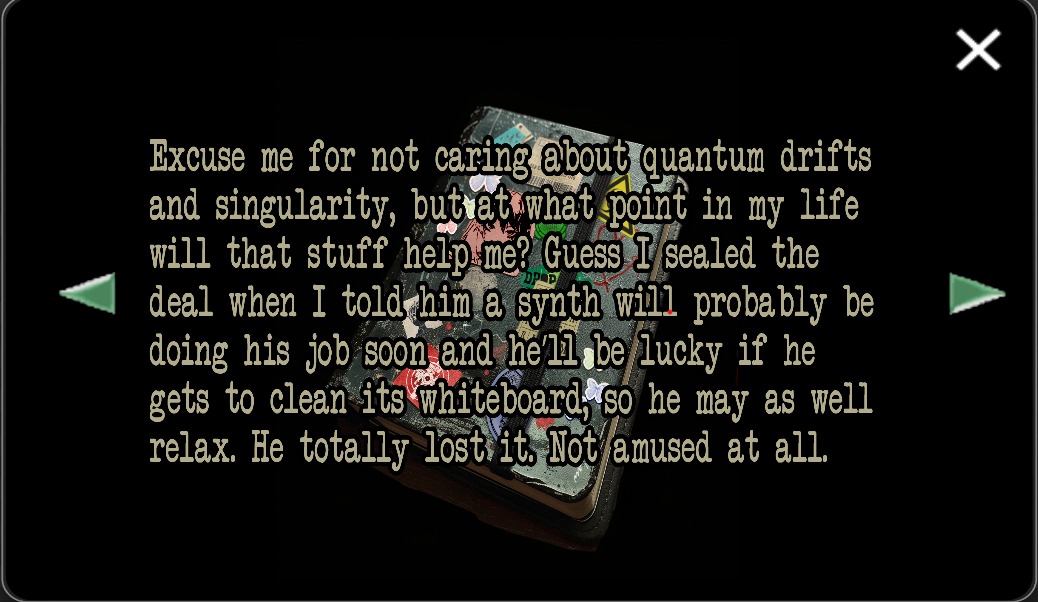 Excuse me for not caring about quantum drifts
and singularity, but at what point in my life
will that stuff help me? Guess I sealed the
deal when I told him a synth will probably be
doing his job soon and he'll be lucky if he
gets to clean its whiteboard, so he may as well
relax. He totally lost it. Not amused at all.